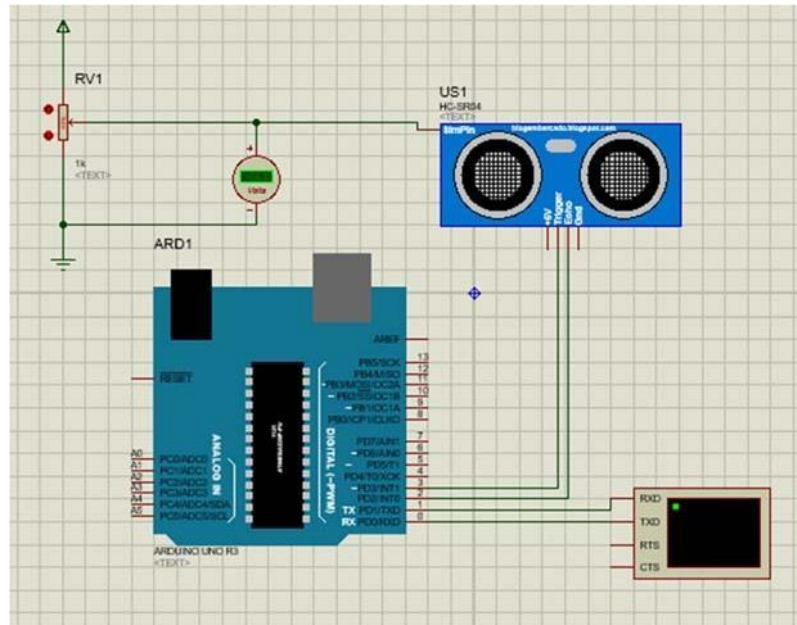 RV1
1k
<TEXT>
+
Volts
US1
HC-SR04
<TEXT>
SimPin
blogembarcado.blogspot.com
+5V
Trigger
Echo
Gnd
ARD1
AREF
RESET
PB5/SCK
13
PB4/MISO
12
~PB3/MOSI/OC2A
11
~PB2/SS/OC1B
10
~PB1/OC1A
9
PB0/ICP1/CLKO
8
PD7/AIN1
7
~PD6/AIN0
6
~PD5/T1
5
PD4/T0/XCK
4
~PD3/INT1
3
PD2/INT0
2
TX PD1/TXD
1
RX PD0/RXD
0
DIGITAL (~PWM)
ANALOG IN
A0
PC0/ADC0
A1
PC1/ADC1
A2
PC2/ADC2
A3
PC3/ADC3
A4
PC4/ADC4/SDA
A5
PC5/ADC5/SCL
ARDUINO UNO R3
<TEXT>
RXD
TXD
RTS
CTS